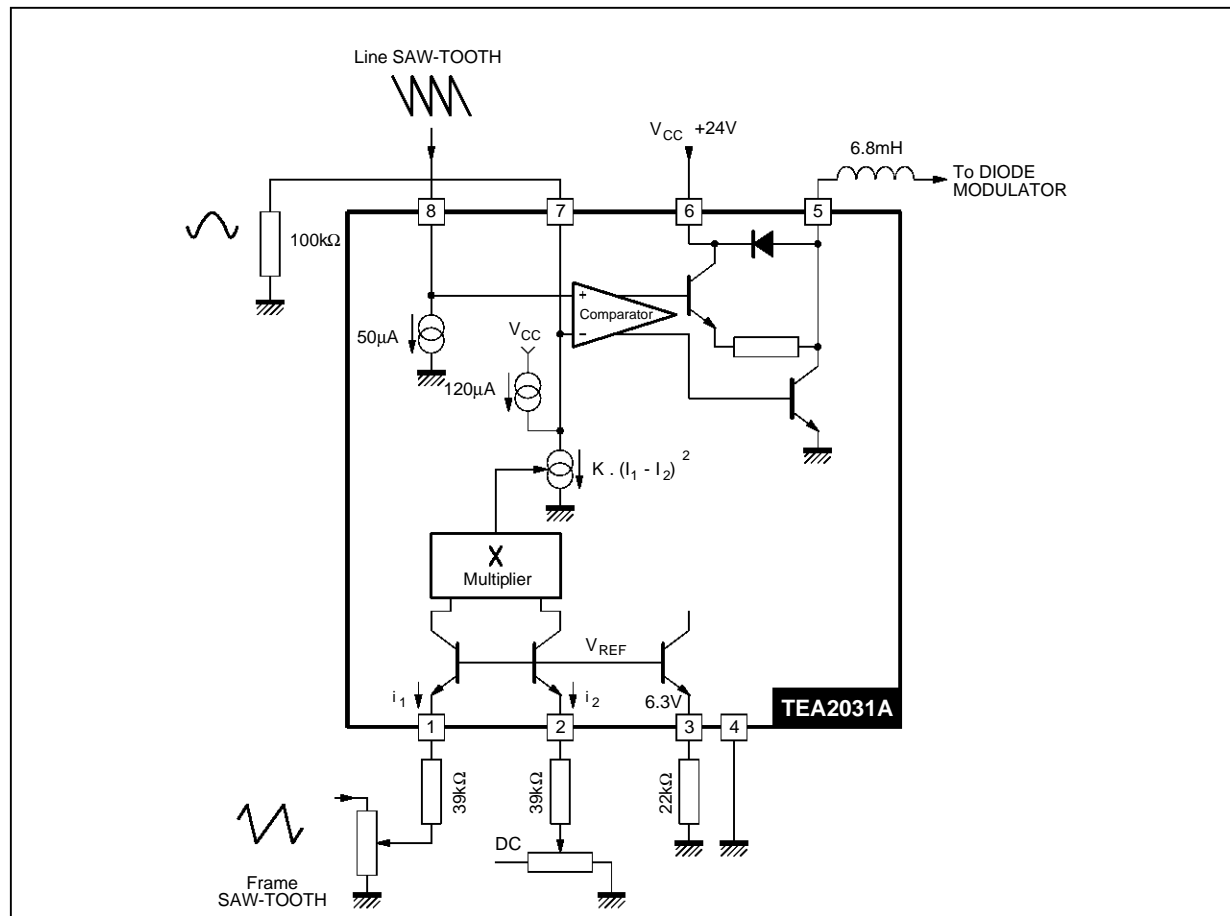 Line SAW-TOOTH
VCC +24V
6.8mH
To DIODE
MODULATOR
8
7
6
5
100kΩ
+
Comparator
−
50µA
VCC
120µA
K . (I1 - I2) 2
X
Multiplier
VREF
i1
i2
6.3V
TEA2031A
1
2
3
4
39kΩ
39kΩ
22kΩ
DC
Frame
SAW-TOOTH